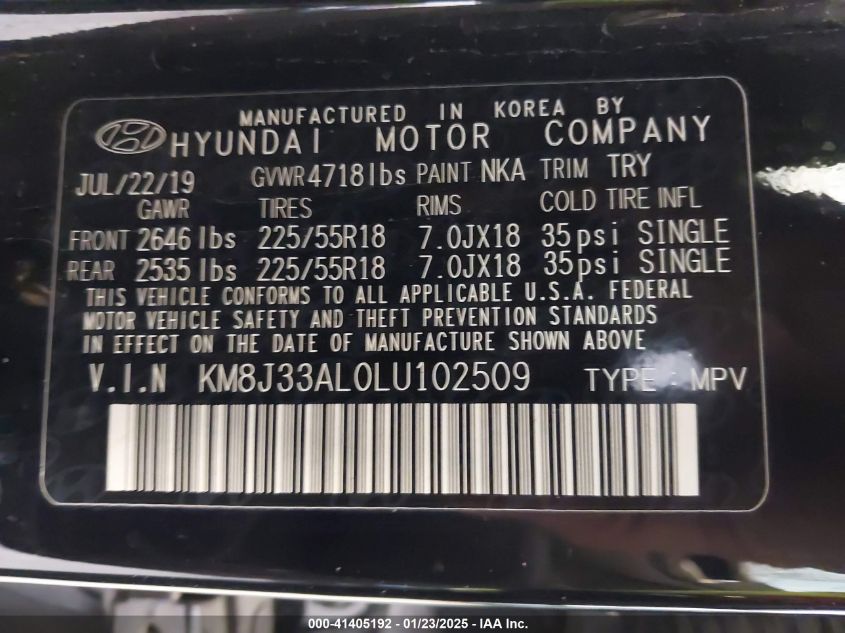 MANUFACTURED IN KOREA BY
HYUNDAI MOTOR COMPANY
JUL/22/19 GVWR 4718lbs PAINT NKA TRIM TRY
GAWR TIRES RIMS COLD TIRE INFL
FRONT 2646 lbs 225/55R18 7.0JX18 35psi SINGLE
REAR 2535 lbs 225/55R18 7.0JX18 35psi SINGLE
THIS VEHICLE CONFORMS TO ALL APPLICABLE U.S.A. FEDERAL
MOTOR VEHICLE SAFETY AND THEFT PREVENTION STANDARDS
IN EFFECT ON THE DATE OF MANUFACTURE SHOWN ABOVE
V.I.N KM8J33AL0LU102509 TYPE : MPV
000-41405192 - 01/23/2025 - IAA Inc.